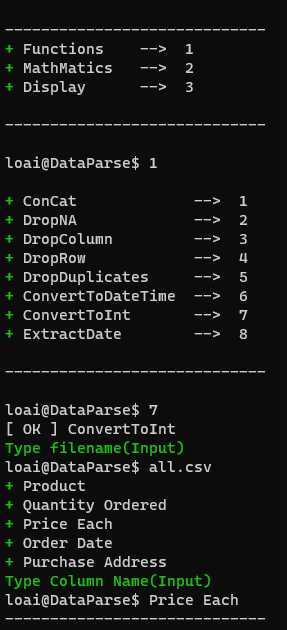 ----------------------------
+ Functions    -->  1
+ MathMatics   -->  2
+ Display      -->  3
----------------------------
loai@DataParse$ 1
+ ConCat             -->  1
+ DropNA             -->  2
+ DropColumn         -->  3
+ DropRow            -->  4
+ DropDuplicates     -->  5
+ ConvertToDateTime  -->  6
+ ConvertToInt       -->  7
+ ExtractDate        -->  8
----------------------------
loai@DataParse$ 7
[ OK ] ConvertToInt
Type filename(Input)
loai@DataParse$ all.csv
+ Product
+ Quantity Ordered
+ Price Each
+ Order Date
+ Purchase Address
Type Column Name(Input)
loai@DataParse$ Price Each
----------------------------